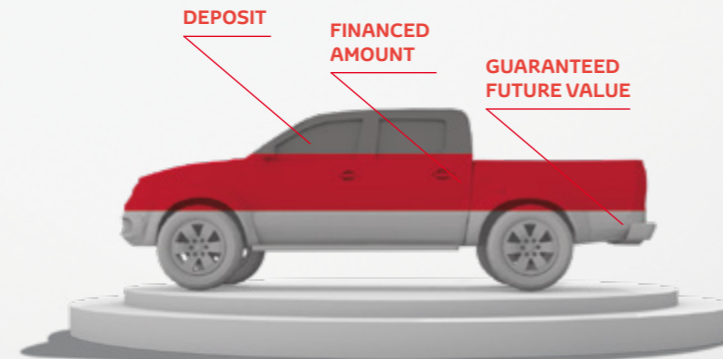 DEPOSIT
FINANCED
AMOUNT
GUARANTEED
FUTURE VALUE